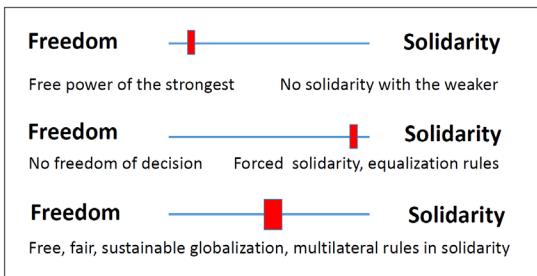 Freedom Solidarity
Free power of the strongest No solidarity with the weaker
Freedom Solidarity
No freedom of decision Forced solidarity, equalization rules
Freedom Solidarity
Free, fair, sustainable globalization, multilateral rules in solidarity